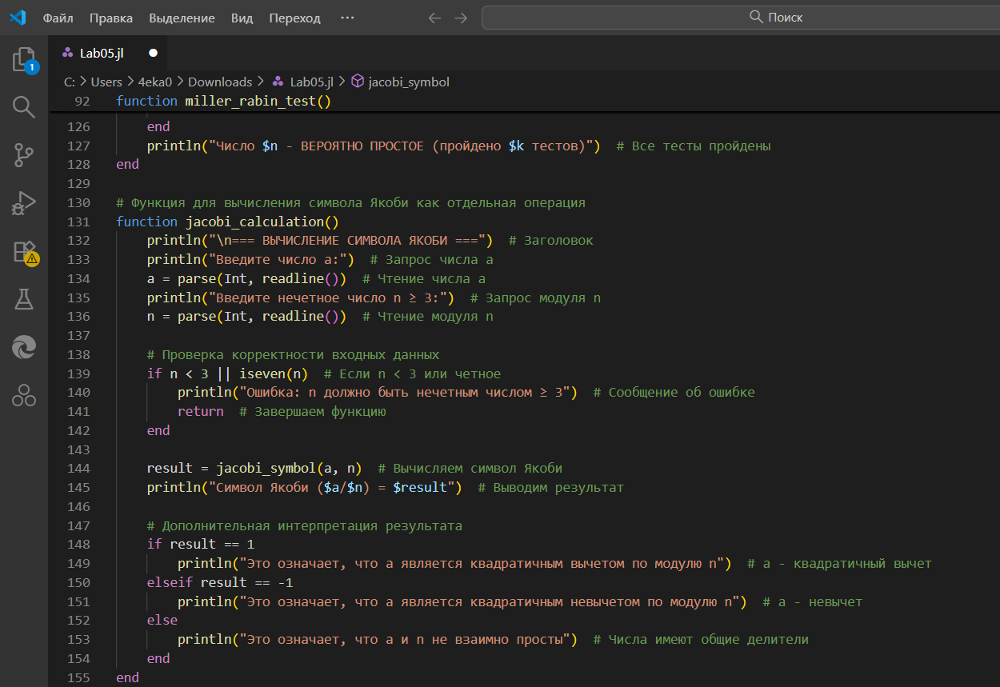 Файл Правка Выделение Вид Переход ··· Поиск
1 Lab05.jl
C: > Users > 4eka0 > Downloads > Lab05.jl > jacobi_symbol
92 function miller_rabin_test()
126 end
127 println("Число $n - ВЕРОЯТНО ПРОСТОЕ (пройдено $k тестов)") # Все тесты пройдены
128 end
129
130 # Функция для вычисления символа Якоби как отдельная операция
131 function jacobi_calculation()
132 println("\n=== ВЫЧИСЛЕНИЕ СИМВОЛА ЯКОБИ ===") # Заголовок
133 println("Введите число a:") # Запрос числа a
134 a = parse(Int, readline()) # Чтение числа a
135 println("Введите нечетное число n ≥ 3:") # Запрос модуля n
136 n = parse(Int, readline()) # Чтение модуля n
137
138 # Проверка корректности входных данных
139 if n < 3 || iseven(n) # Если n < 3 или четное
140 println("Ошибка: n должно быть нечетным числом ≥ 3") # Сообщение об ошибке
141 return # Завершаем функцию
142 end
143
144 result = jacobi_symbol(a, n) # Вычисляем символ Якоби
145 println("Символ Якоби ($a/$n) = $result") # Выводим результат
146
147 # Дополнительная интерпретация результата
148 if result == 1
149 println("Это означает, что a является квадратичным вычетом по модулю n") # a - квадратичный вычет
150 elseif result == -1
151 println("Это означает, что a является квадратичным невычетом по модулю n") # a - невычет
152 else
153 println("Это означает, что a и n не взаимно просты") # Числа имеют общие делители
154 end
155 end